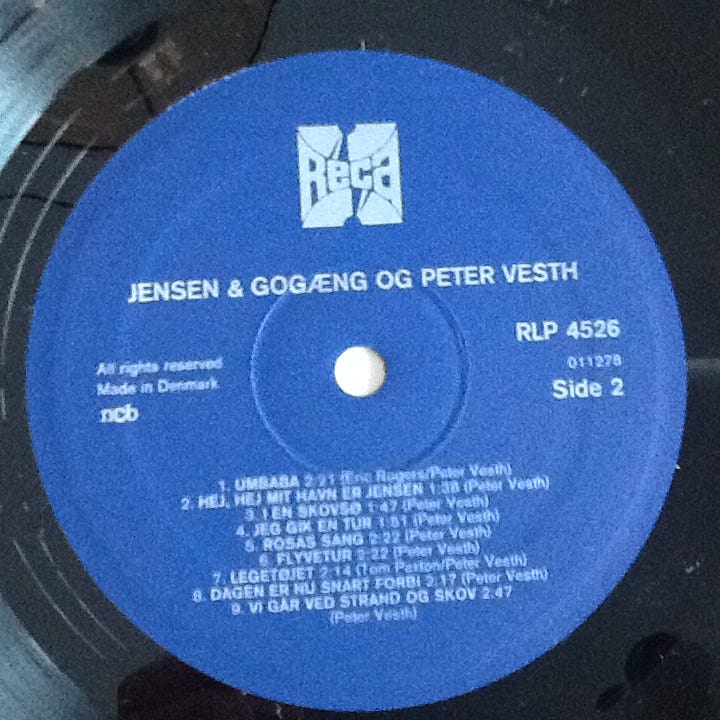 Reca
JENSEN & GOGÆNG OG PETER VESTH
RLP 4526
All rights reserved
011278
Made in Denmark
Side 2
ncb
1. UMBABA 2:21 (Eric Rogers/Peter Vesth)
2. HEJ, HEJ MIT NAVN ER JENSEN 1:38 (Peter Vesth)
3. I EN SKOVSØ 1:47 (Peter Vesth)
4. JEG GIK EN TUR 1:51 (Peter Vesth)
5. ROSAS SANG 2:22 (Peter Vesth)
6. FLYVETUR 2:22 (Peter Vesth)
7. LEGETØJET 2:14 (Tom Paxton/Peter Vesth)
8. DAGEN ER NU SNART FORBI 2:17 (Peter Vesth)
9. VI GÅR VED STRAND OG SKOV 2:47
(Peter Vesth)